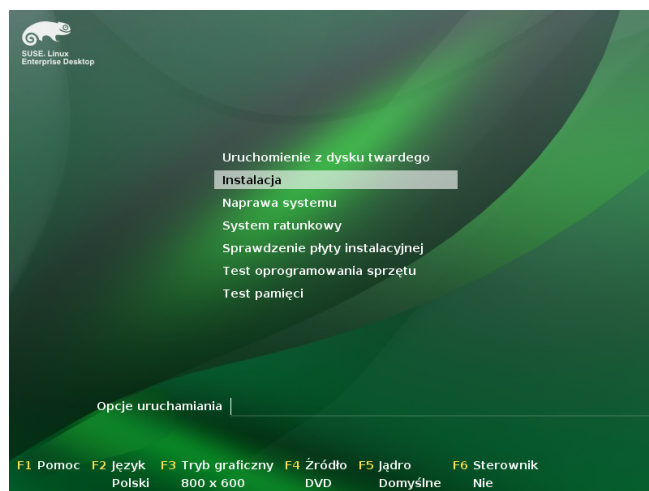 SUSE. Linux
Enterprise Desktop
Uruchomienie z dysku twardego
Instalacja
Naprawa systemu
System ratunkowy
Sprawdzenie płyty instalacyjnej
Test oprogramowania sprzętu
Test pamięci
Opcje uruchamiania
F1 Pomoc F2 Język F3 Tryb graficzny F4 Źródło F5 Jądro F6 Sterownik
Polski 800 x 600 DVD Domyślne Nie